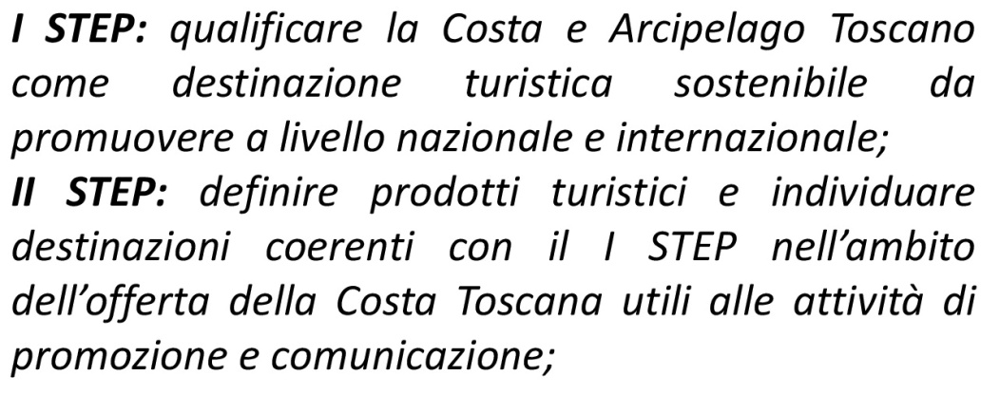 I STEP: qualificare la Costa e Arcipelago Toscano
come destinazione turistica sostenibile da
promuovere a livello nazionale e internazionale;
II STEP: definire prodotti turistici e individuare
destinazioni coerenti con il I STEP nell’ambito
dell’offerta della Costa Toscana utili alle attività di
promozione e comunicazione;